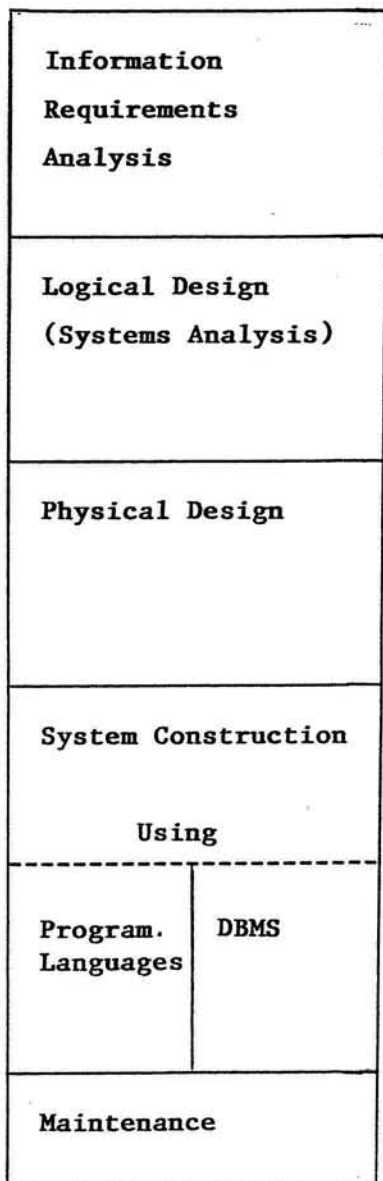 Information
Requirements
Analysis
Logical Design
(Systems Analysis)
Physical Design
System Construction
Using
Program.
Languages
DBMS
Maintenance